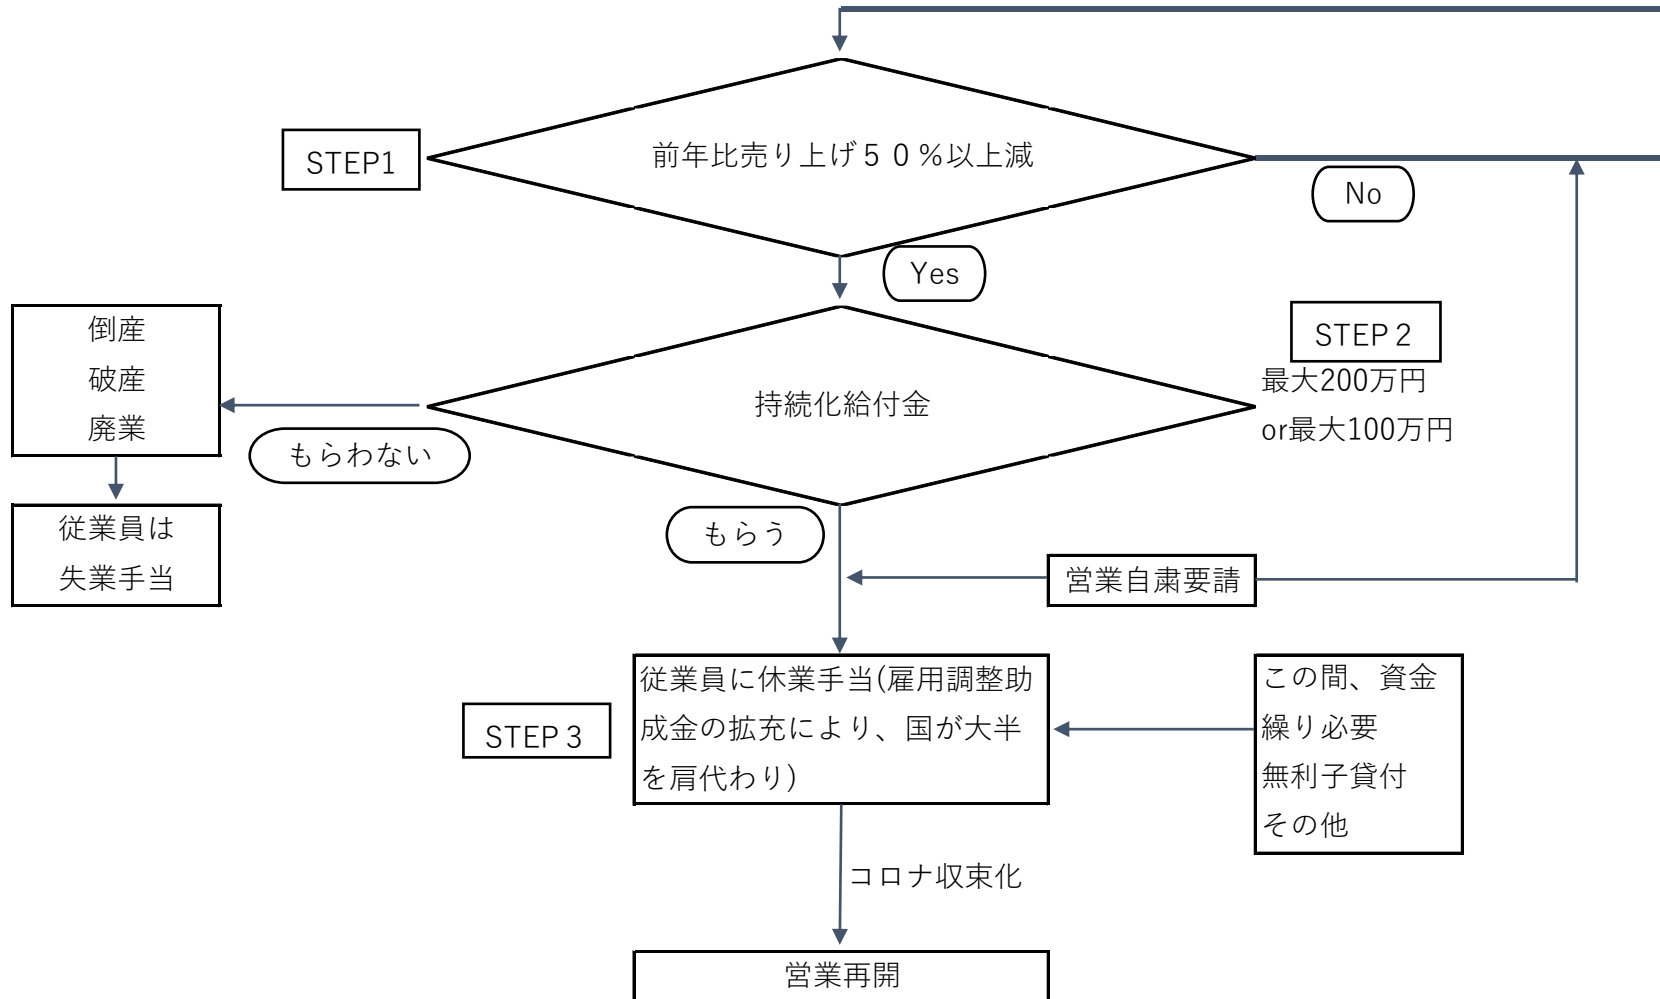 STEP1
前年比売り上げ５０%以上減
No
Yes
倒産
破産
廃業
もらわない
持続化給付金
STEP２
最大200万円
or最大100万円
従業員は
失業手当
もらう
営業自粛要請
STEP３
従業員に休業手当(雇用調整助
成金の拡充により、国が大半
を肩代わり)
この間、資金
繰り必要
無利子貸付
その他
コロナ収束化
営業再開